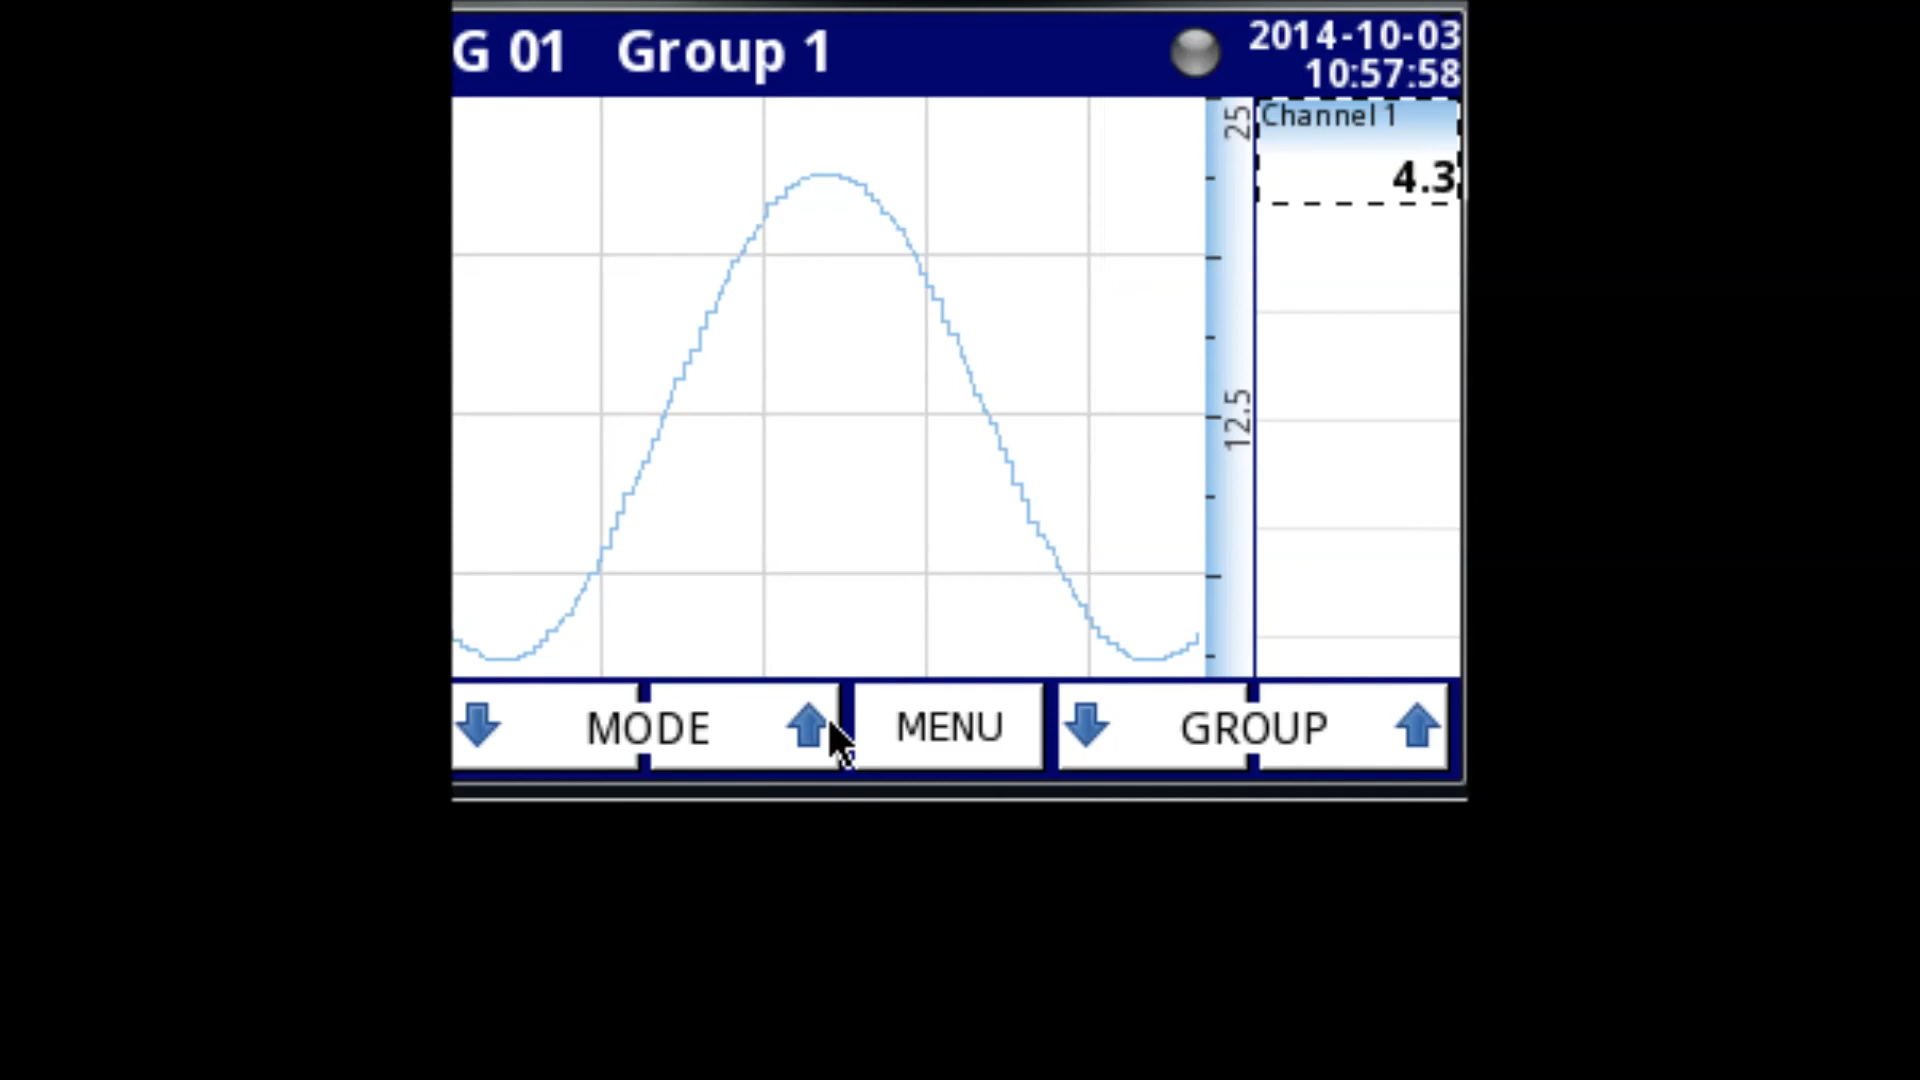 G 01 Group 1
2014-10-03
10:57:58
25
Channel 1
4.3
12.5
MODE
MENU
GROUP